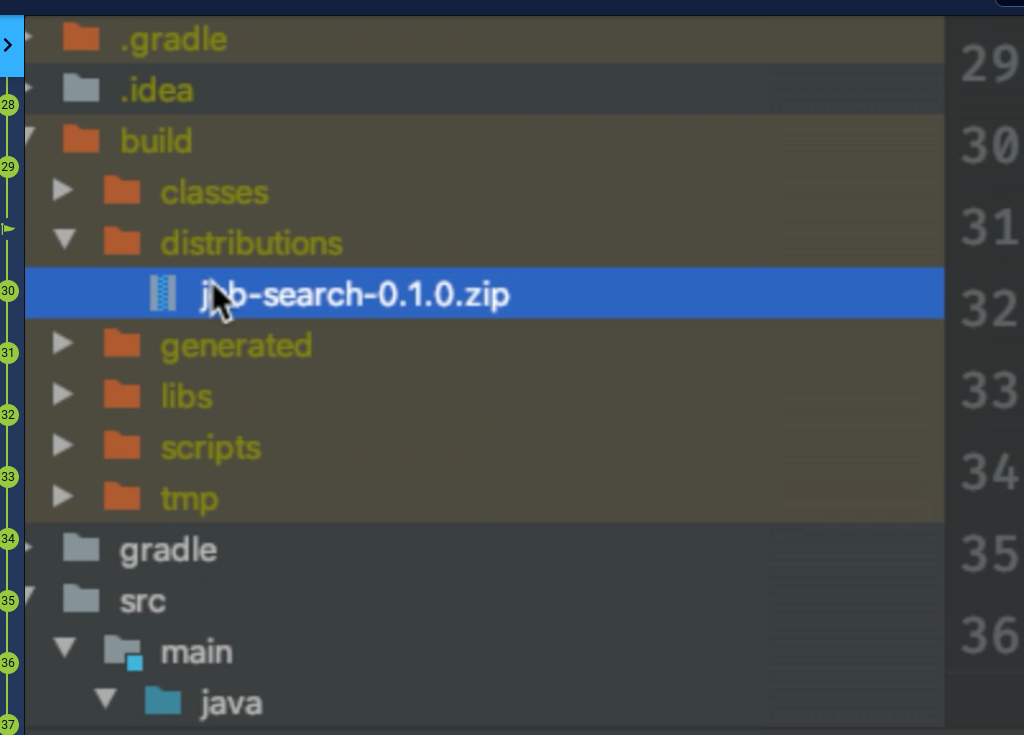 .gradle
29
28
.idea
build
30
29
classes
31
distributions
30
job-search-0.1.0.zip
32
31
generated
33
32
libs
33
scripts
34
tmp
34
gradle
35
35
src
36
36
main
37
java